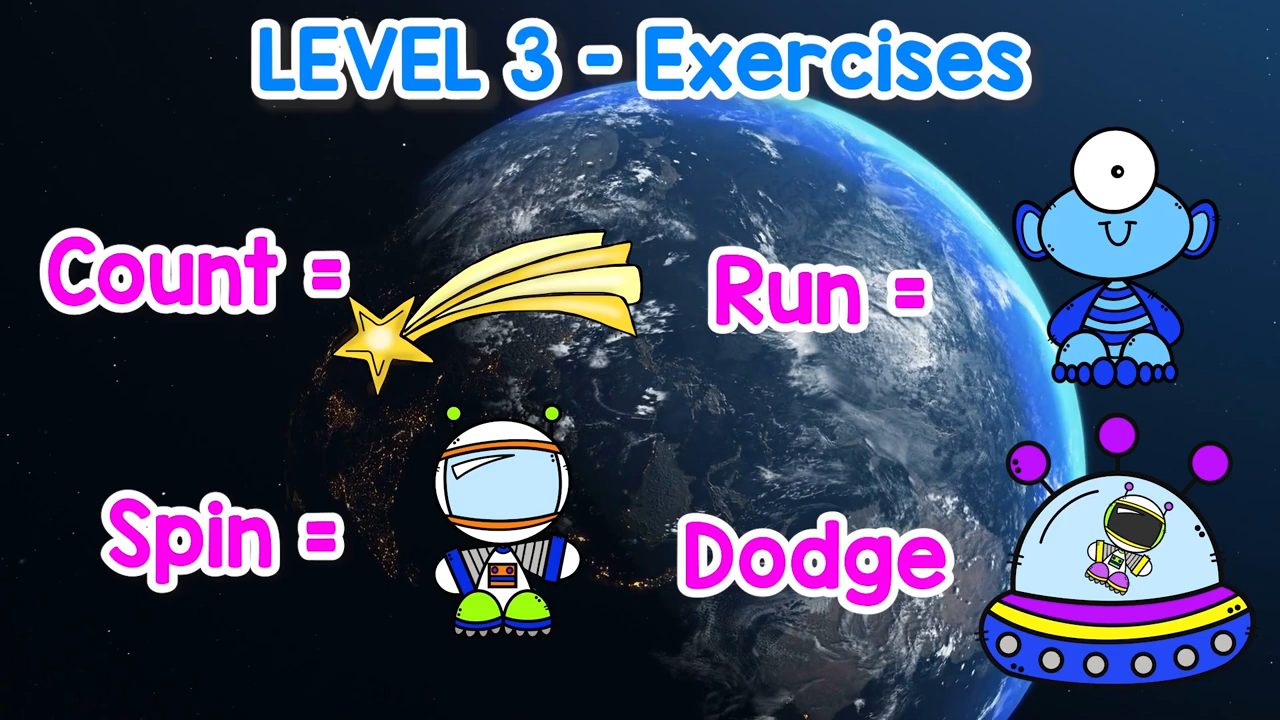 LEVEL 3 - Exercises
Count =
Run =
Spin =
Dodge